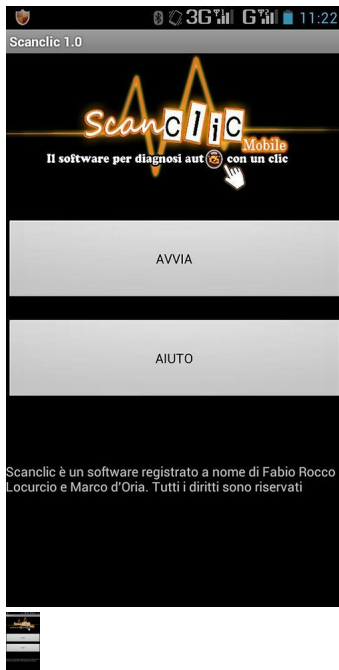 3G G 11:22
Scanclic 1.0
Scanclic
Mobile
Il software per diagnosi auto con un clic
AVVIA
AIUTO
Scanclic è un software registrato a nome di Fabio Rocco
Locurcio e Marco d'Oria. Tutti i diritti sono riservati